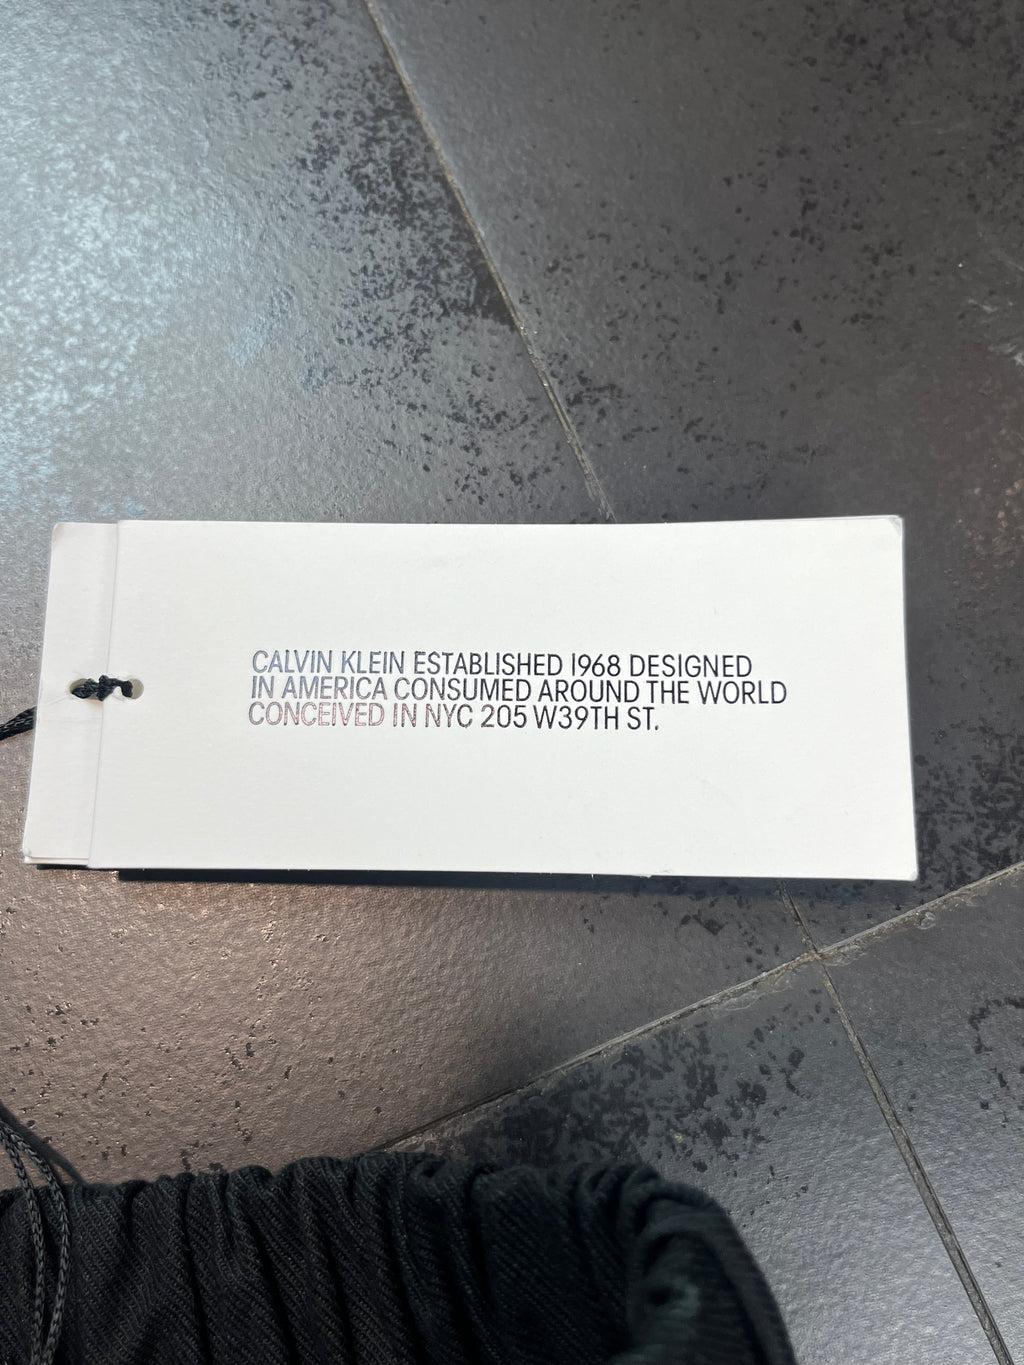 CALVIN KLEIN ESTABLISHED 1968 DESIGNED
IN AMERICA CONSUMED AROUND THE WORLD
CONCEIVED IN NYC 205 W39TH ST.